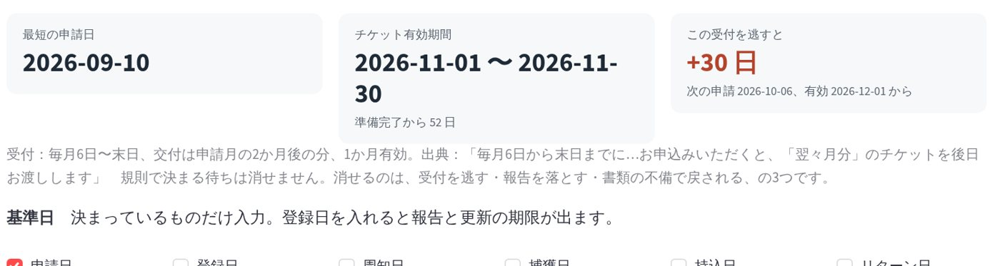 最短の申請日
2026-09-10
チケット有効期間
2026-11-01 〜 2026-11-
30
準備完了から 52 日
この受付を逃すと
+30 日
次の申請 2026-10-06、有効 2026-12-01 から
受付：毎月6日〜末日、交付は申請月の2か月後の分、1か月有効。出典：「毎月6日から末日までに…お申込みいただくと、「翌々月分」のチケットを後日
お渡しします」　規則で決まる待ちは消せません。消せるのは、受付を逃す・報告を落とす・書類の不備で戻される、の3つです。
基準日　決まっているものだけ入力。登録日を入れると報告と更新の期限が出ます。
申請日　登録日　周知日　捕獲日　持込日　リターン日